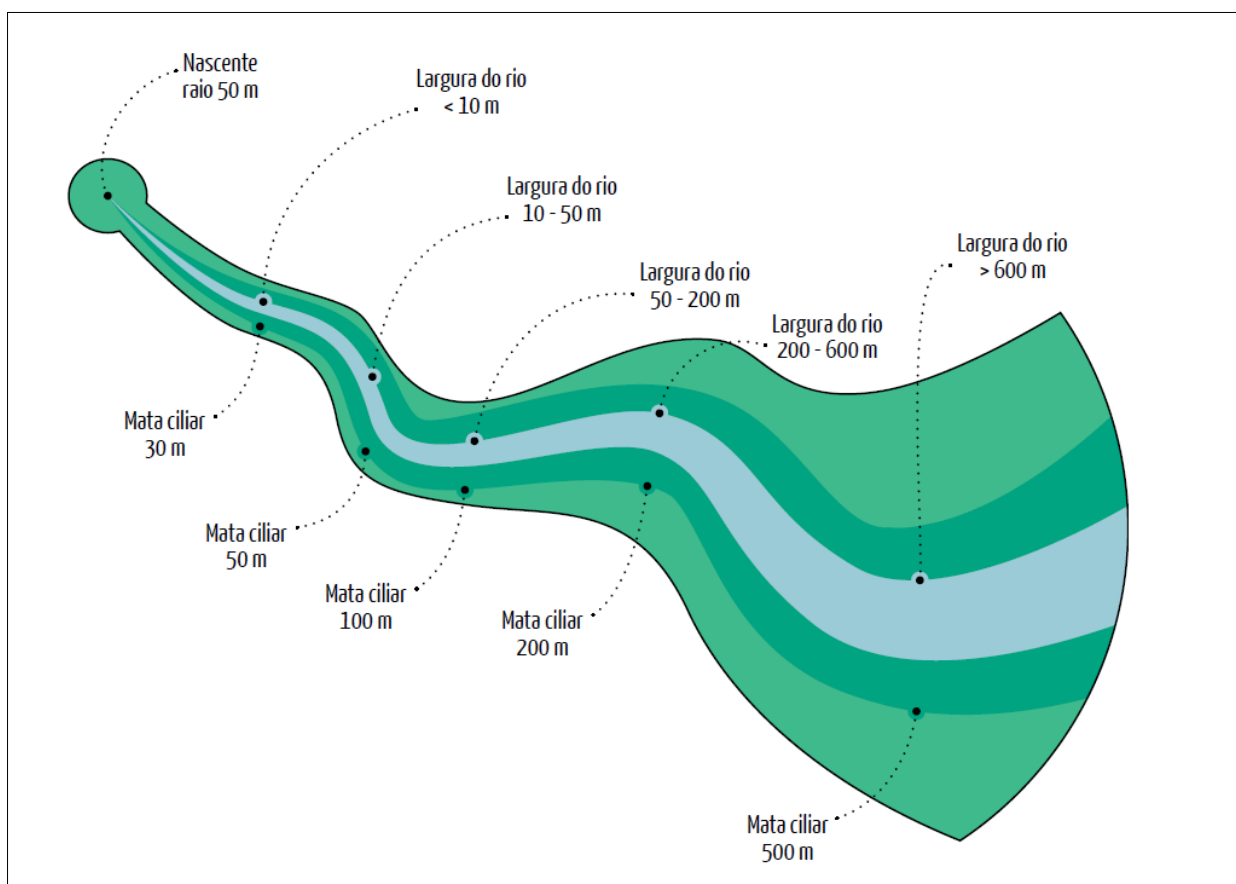 Nascente
raio 50 m
Largura do rio
< 10 m
Largura do rio
10 - 50 m
Largura do rio
50 - 200 m
Largura do rio
200 - 600 m
Largura do rio
> 600 m
Mata ciliar
30 m
Mata ciliar
50 m
Mata ciliar
100 m
Mata ciliar
200 m
Mata ciliar
500 m